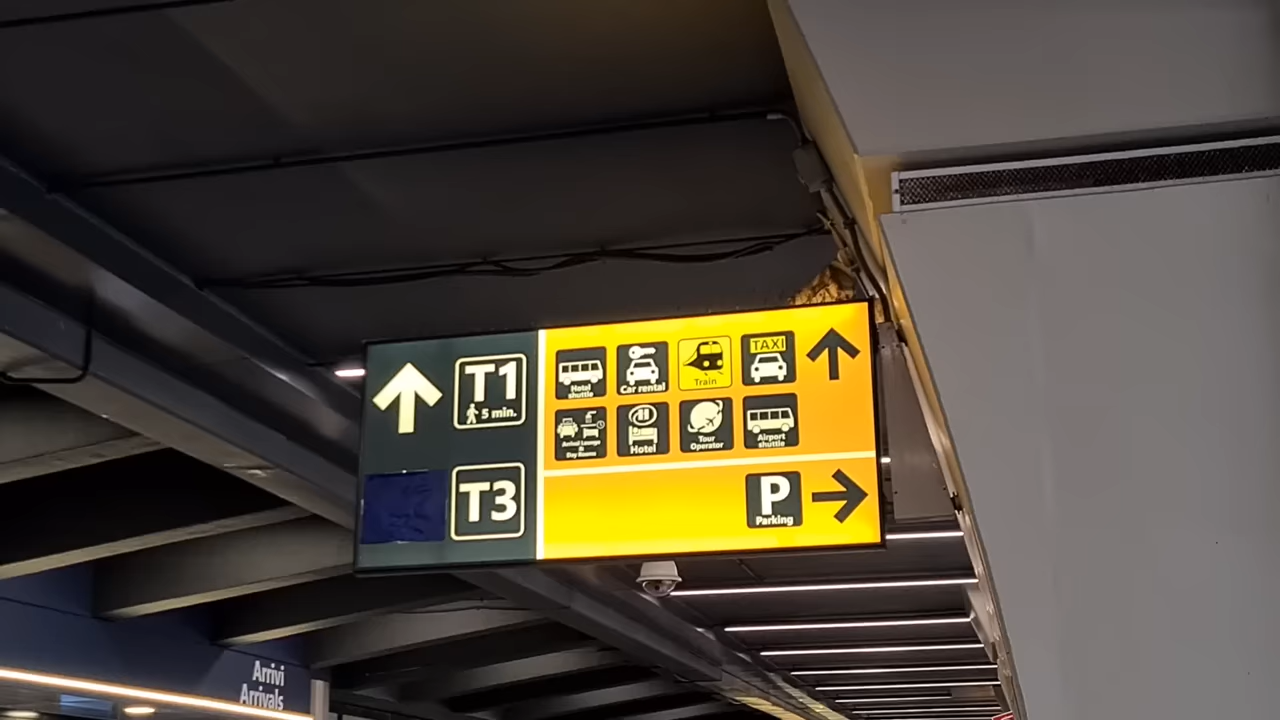 T1
5 min.
Hotel
shuttle
Car rental
Train
TAXI
Arrival Lounge
&
Day Rooms
Hotel
Tour
Operator
Airport
shuttle
T3
P
Parking
Arrivi
Arrivals